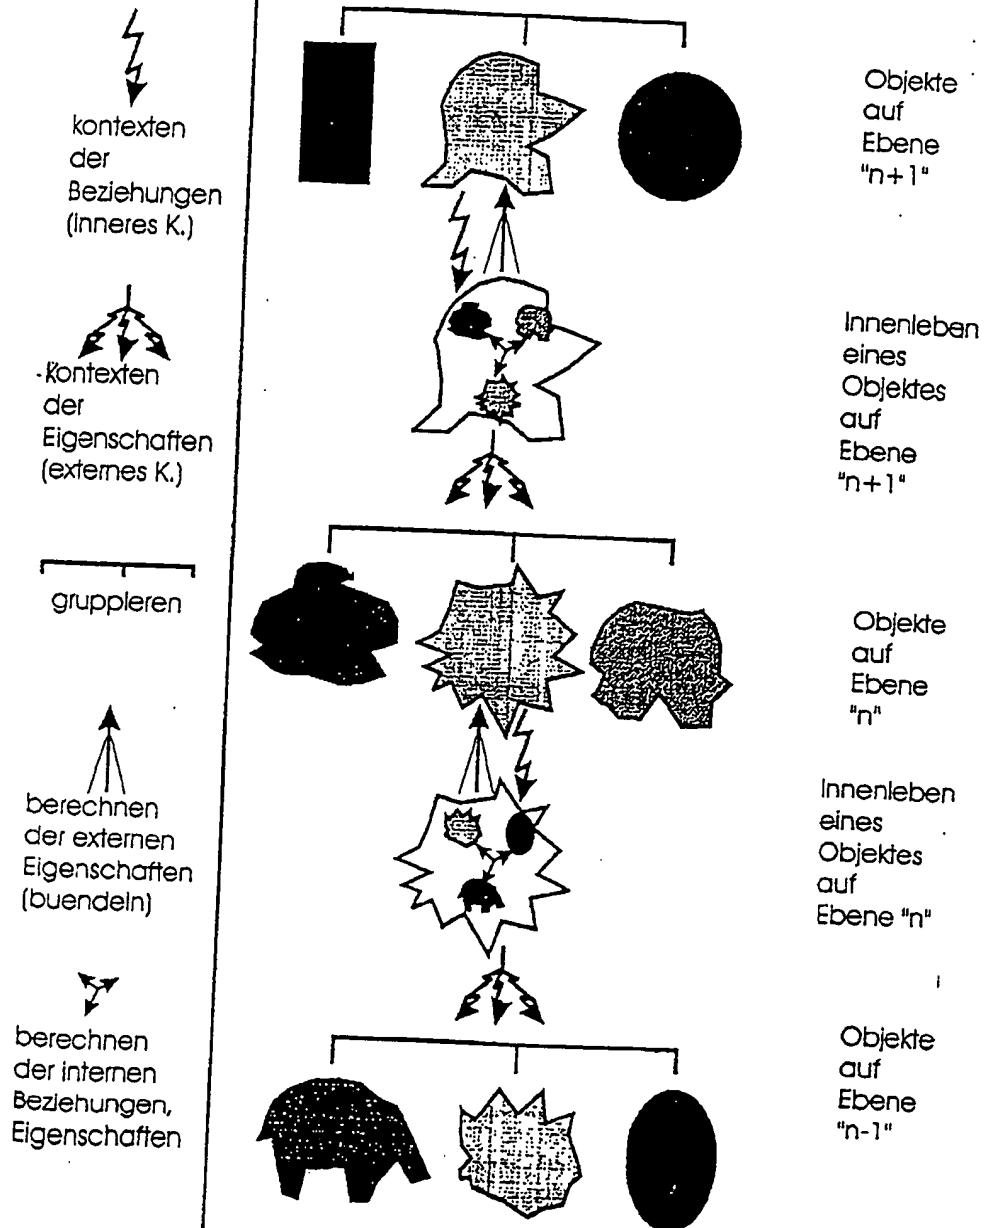 kontexten
der
Beziehungen
(inneres K.)
kontexten
der
Eigenschaften
(externes K.)
gruppieren
berechnen
der externen
Eigenschaften
(buendeln)
berechnen
der internen
Beziehungen,
Eigenschaften
Objekte
auf
Ebene
"n+1"
Innenleben
eines
Objektes
auf
Ebene
"n+1"
Objekte
auf
Ebene
"n"
Innenleben
eines
Objektes
auf
Ebene "n"
Objekte
auf
Ebene
"n-1"